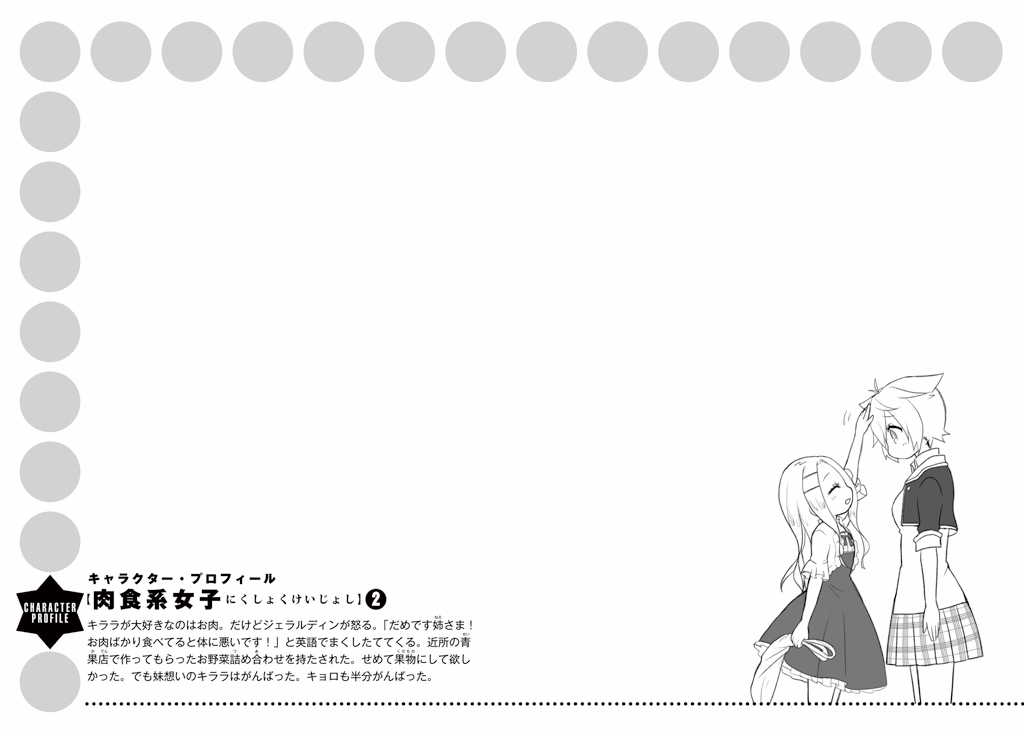 キャラクター・プロフィール
【肉食系女子 にくしょくけいじょし】❷
CHARACTER
PROFILE
キララが大好きなのはお肉。だけどジェラルディンが怒る。「だめです姉さま！
お肉ばかり食べてると体に悪いです！」と英語でまくしたててくる。近所の青
果店で作ってもらったお野菜詰め合わせを持たされた。せめて果物にして欲し
かった。でも妹想いのキララはがんばった。キョロも半分がんばった。